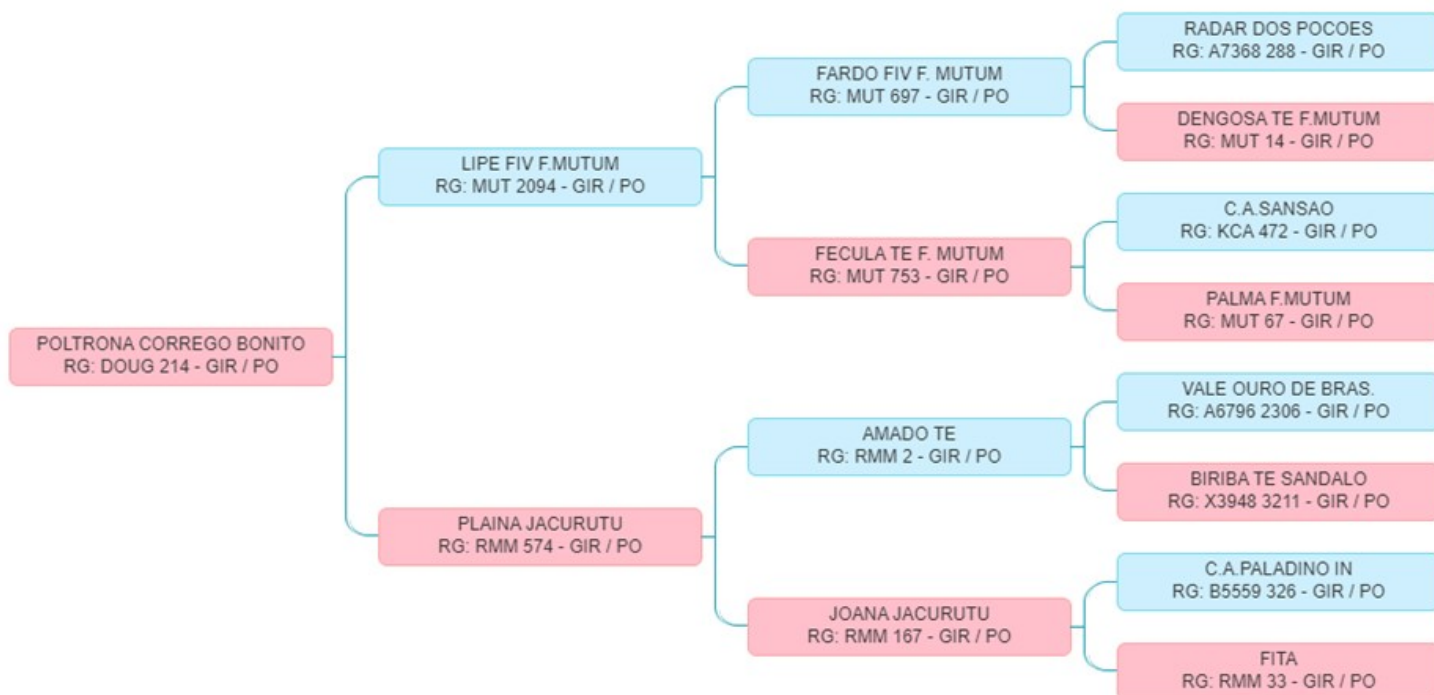 RADAR DOS POCOES
RG: A7368 288 - GIR / PO
FARDO FIV F. MUTUM
RG: MUT 697 - GIR / PO
DENGOSA TE F.MUTUM
RG: MUT 14 - GIR / PO
LIPE FIV F.MUTUM
RG: MUT 2094 - GIR / PO
C.A.SANSAO
RG: KCA 472 - GIR / PO
FECULA TE F. MUTUM
RG: MUT 753 - GIR / PO
PALMA F.MUTUM
RG: MUT 67 - GIR / PO
POLTRONA CORREGO BONITO
RG: DOUG 214 - GIR / PO
VALE OURO DE BRAS.
RG: A6796 2306 - GIR / PO
AMADO TE
RG: RMM 2 - GIR / PO
BIRIBA TE SANDALO
RG: X3948 3211 - GIR / PO
PLAINA JACURUTU
RG: RMM 574 - GIR / PO
C.A.PALADINO IN
RG: B5559 326 - GIR / PO
JOANA JACURUTU
RG: RMM 167 - GIR / PO
FITA
RG: RMM 33 - GIR / PO